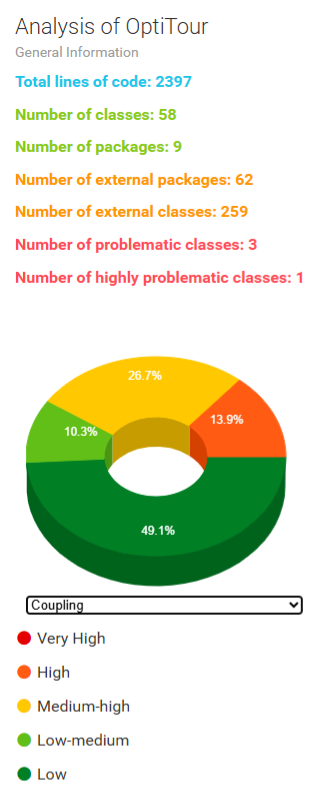 Analysis of OptiTour
General Information
Total lines of code: 2397
Number of classes: 58
Number of packages: 9
Number of external packages: 62
Number of external classes: 259
Number of problematic classes: 3
Number of highly problematic classes: 1
26.7%
13.9%
10.3%
49.1%
Coupling
Very High
High
Medium-high
Low-medium
Low